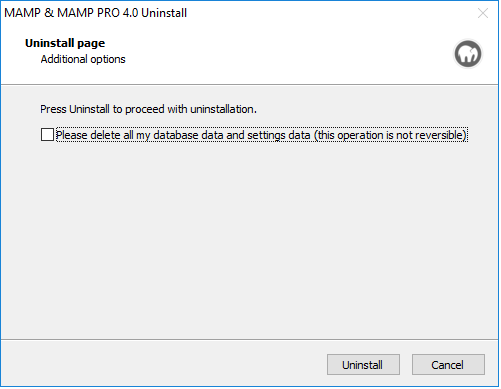 MAMP & MAMP PRO 4.0 Uninstall
Uninstall page
Additional options
Press Uninstall to proceed with uninstallation.
Please delete all my database data and settings data (this operation is not reversible)
Uninstall
Cancel